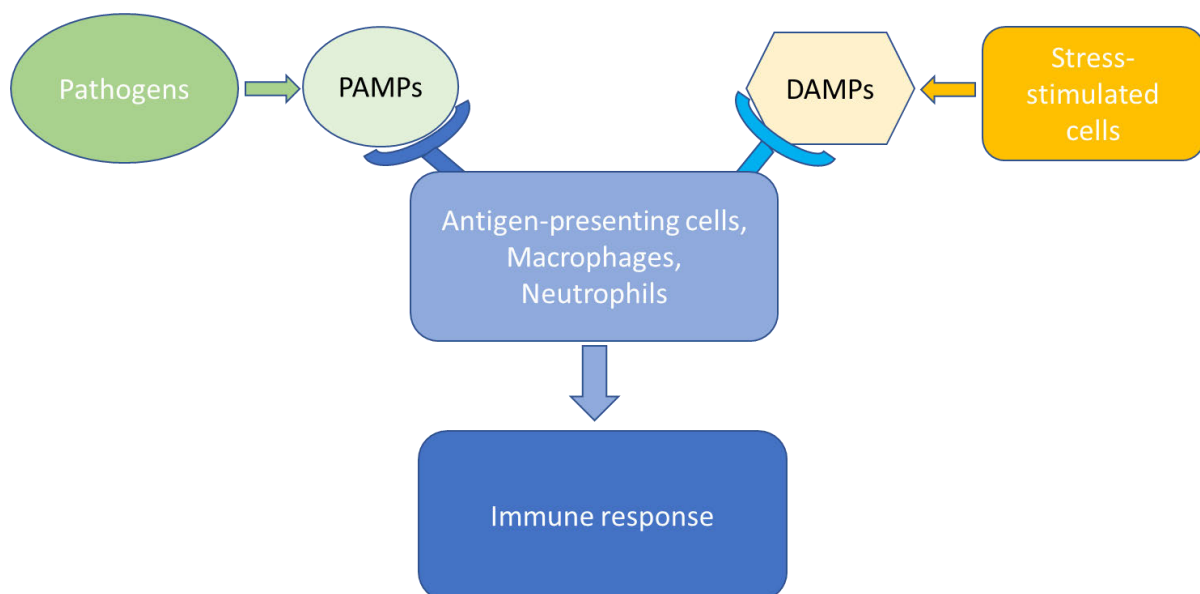 Pathogens
PAMPs
DAMPs
Stress-
stimulated
cells
Antigen-presenting cells,
Macrophages,
Neutrophils
Immune response